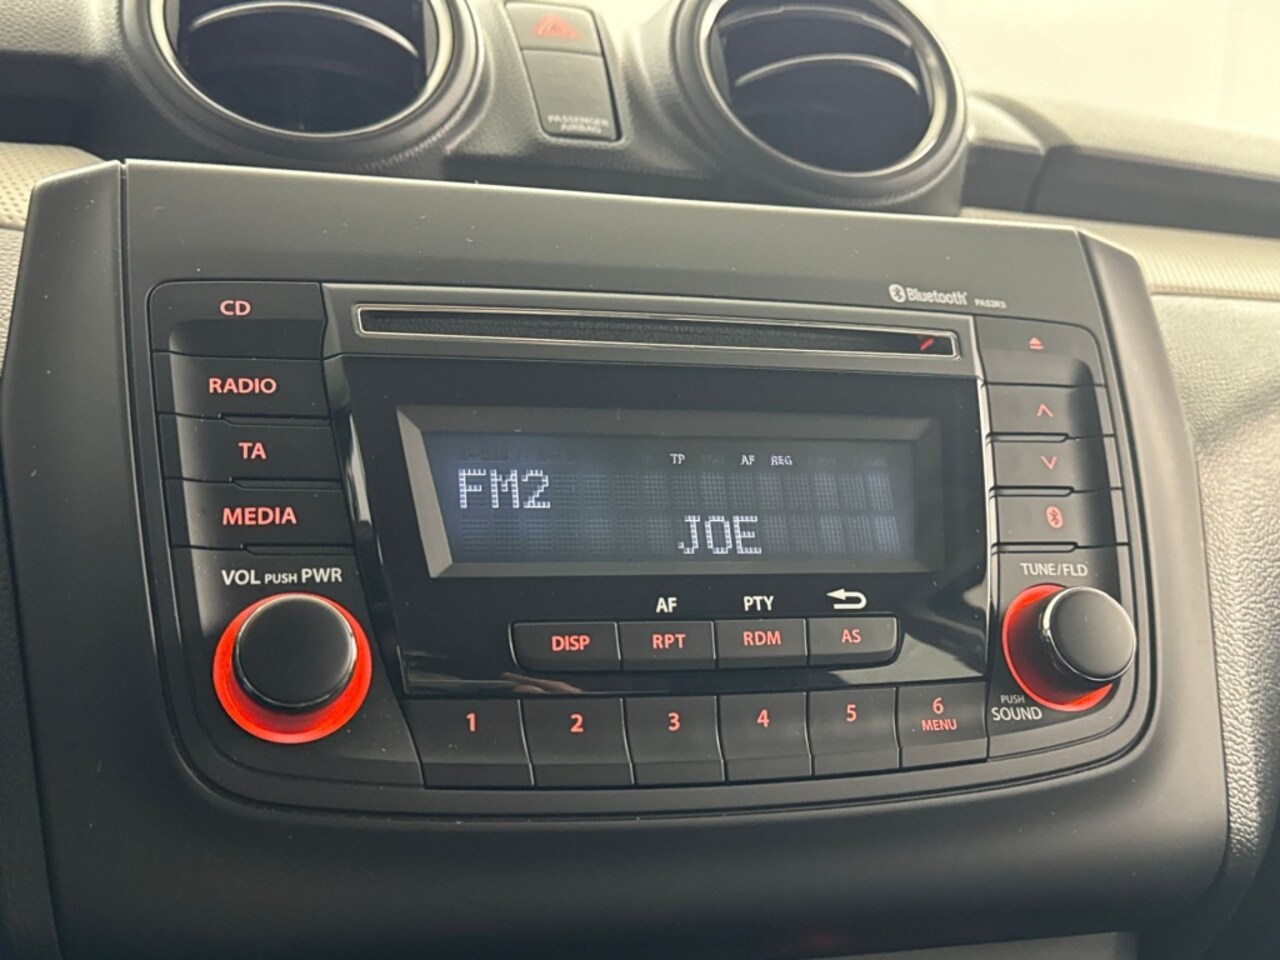 PASSENGER
AIRBAG
Bluetooth PA52RS
CD
RADIO
TA
MEDIA
TP AF REG
FM2
JOE
VOL PUSH PWR
TUNE/FLD
AF PTY
DISP RPT RDM AS
PUSH
SOUND
1 2 3 4 5 6
MENU